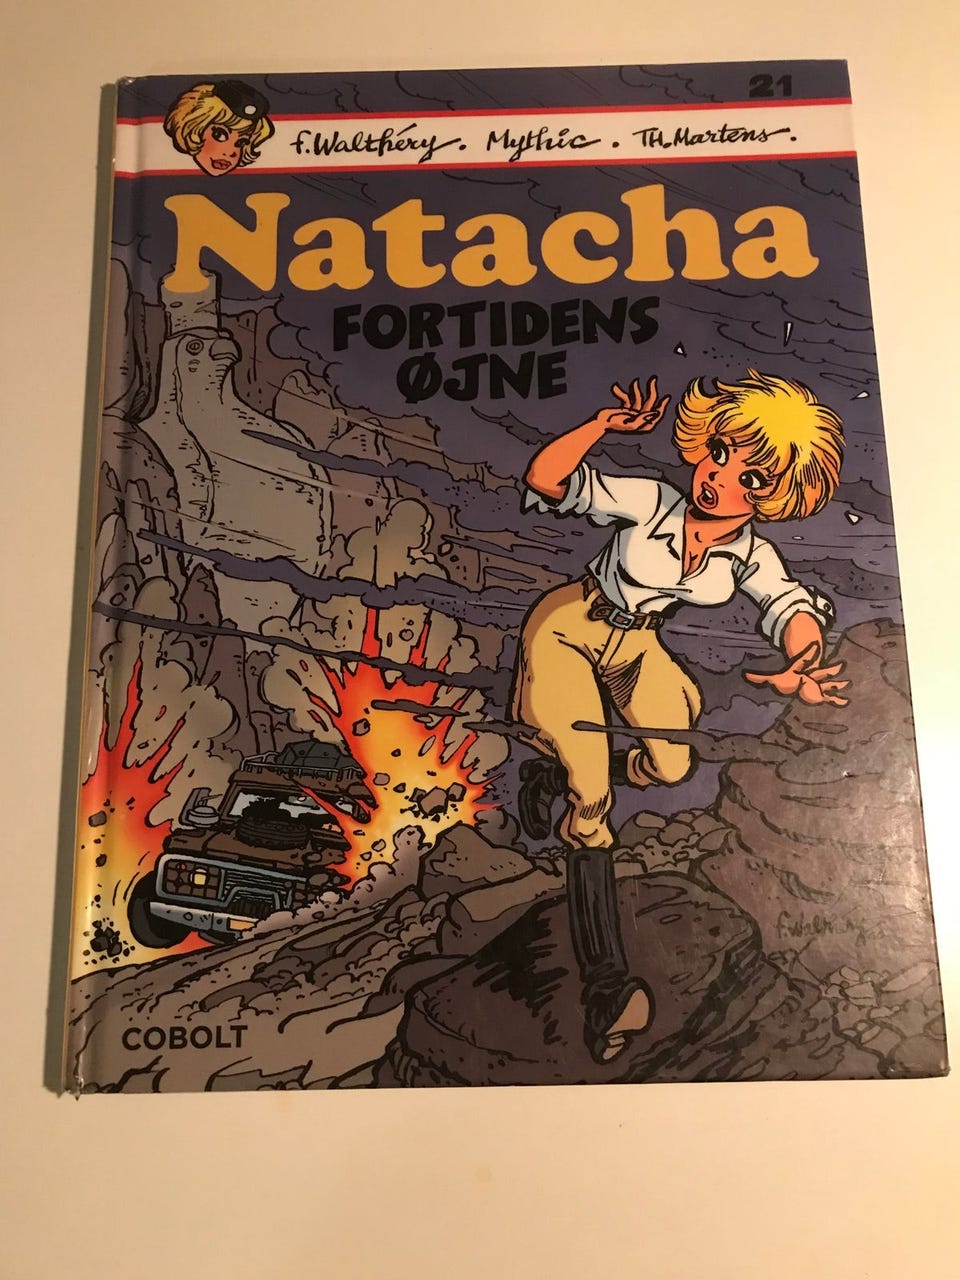 21
F. Walthéry. Mythic. TH. Martens.
Natacha
FORTIDENS
ØJNE
F. Walthéry
COBOLT